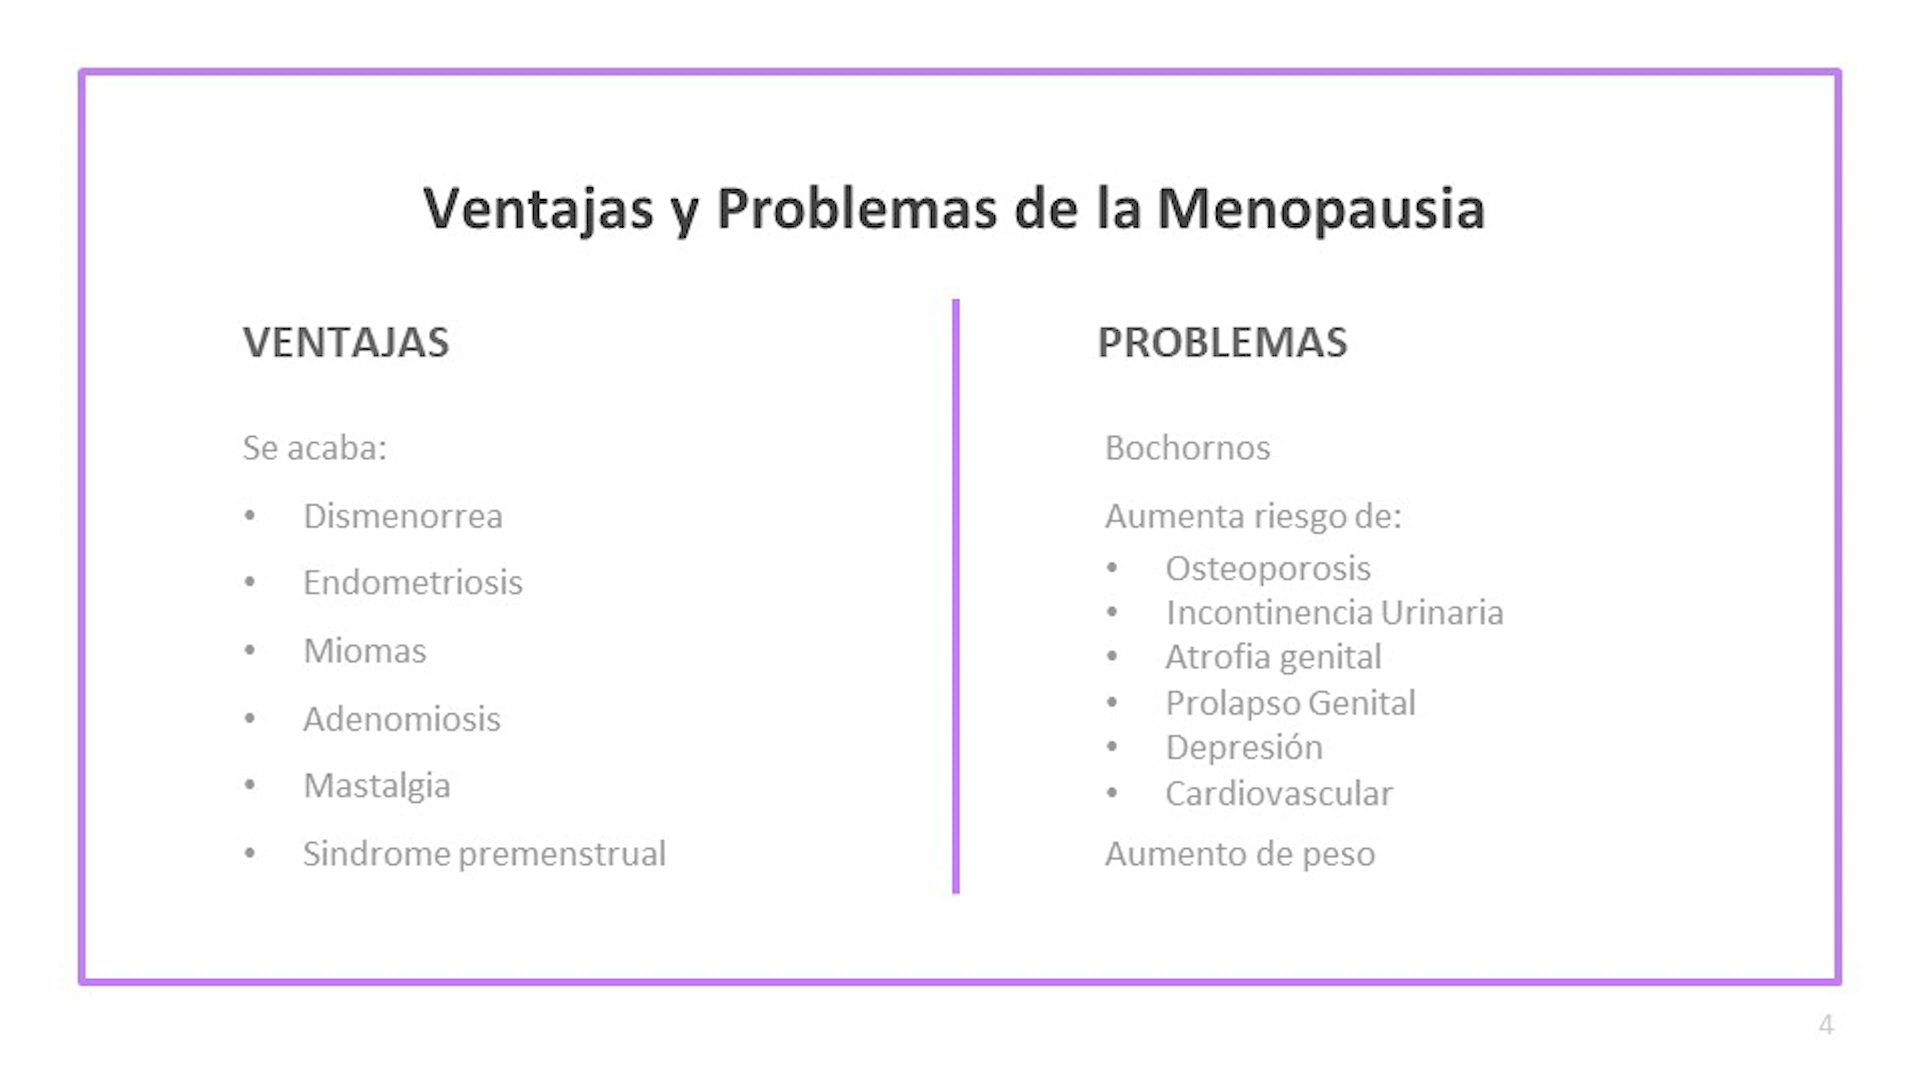 Ventajas y Problemas de la Menopausia
VENTAJAS
Se acaba:
• Dismenorrea
• Endometriosis
• Miomas
• Adenomiosis
• Mastalgia
• Sindrome premenstrual
PROBLEMAS
Bochornos
Aumenta riesgo de:
• Osteoporosis
• Incontinencia Urinaria
• Atrofia genital
• Prolapso Genital
• Depresión
• Cardiovascular
Aumento de peso
4